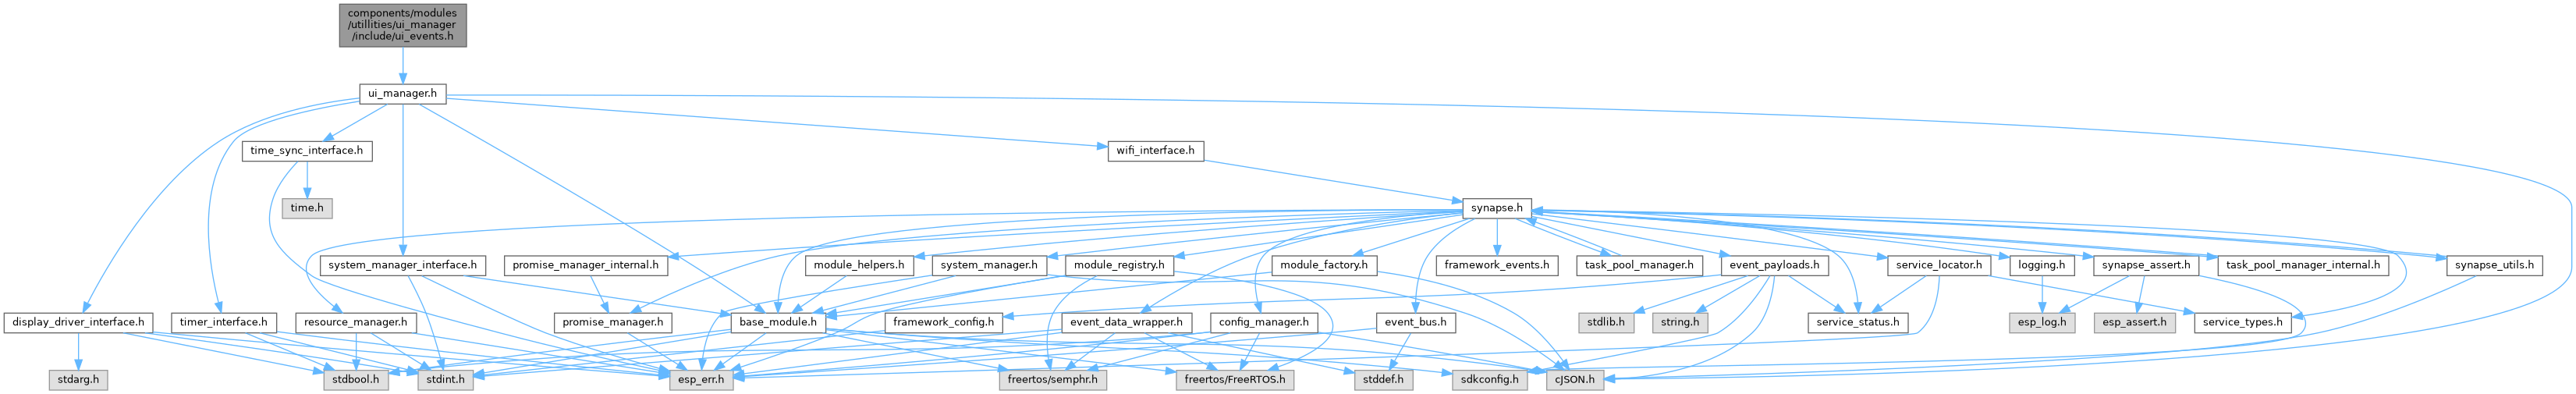 components/modules
/utillities/ui_manager
/include/ui_events.h
ui_manager.h
time_sync_interface.h
wifi_interface.h
time.h
synapse.h
system_manager_interface.h
promise_manager_internal.h
module_helpers.h
system_manager.h
module_registry.h
module_factory.h
framework_events.h
task_pool_manager.h
event_payloads.h
service_locator.h
logging.h
synapse_assert.h
task_pool_manager_internal.h
synapse_utils.h
display_driver_interface.h
timer_interface.h
resource_manager.h
promise_manager.h
base_module.h
framework_config.h
event_data_wrapper.h
config_manager.h
event_bus.h
stdlib.h
string.h
service_status.h
esp_log.h
esp_assert.h
service_types.h
stdarg.h
stdbool.h
stdint.h
esp_err.h
freertos/semphr.h
freertos/FreeRTOS.h
stddef.h
sdkconfig.h
cJSON.h